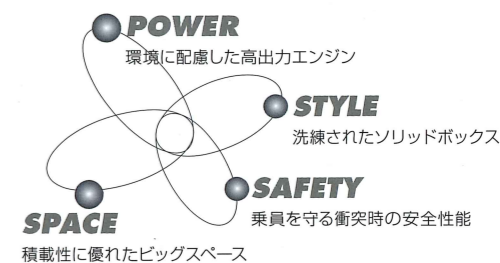 POWER
環境に配慮した高出力エンジン
STYLE
洗練されたソリッドボックス
SAFETY
乗員を守る衝突時の安全性能
SPACE
積載性に優れたビッグスペース